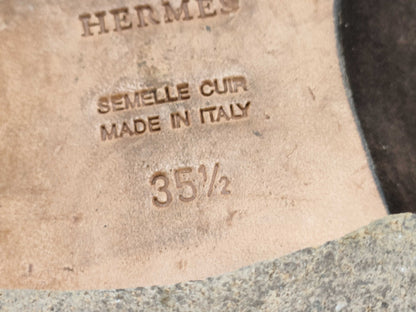 HERMES
SEMELLE CUIR
MADE IN ITALY
35½